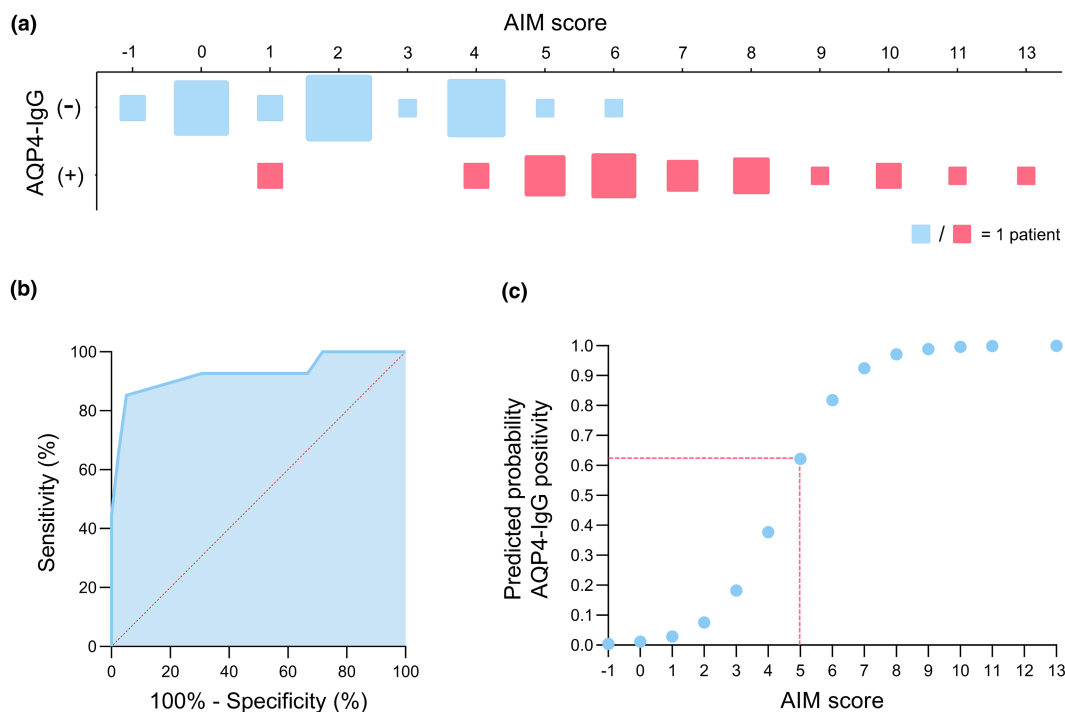 (a)
AIM score
-1 0 1 2 3 4 5 6 7 8 9 10 11 13
AQP4-IgG
(-)
(+)
/ = 1 patient
(b)
100
80
60
40
20
0
Sensitivity (%)
0 20 40 60 80 100
100% - Specificity (%)
(c)
1.0
0.9
0.8
0.7
0.6
0.5
0.4
0.3
0.2
0.1
0.0
Predicted probability
AQP4-IgG positivity
-1 0 1 2 3 4 5 6 7 8 9 10 11 12 13
AIM score